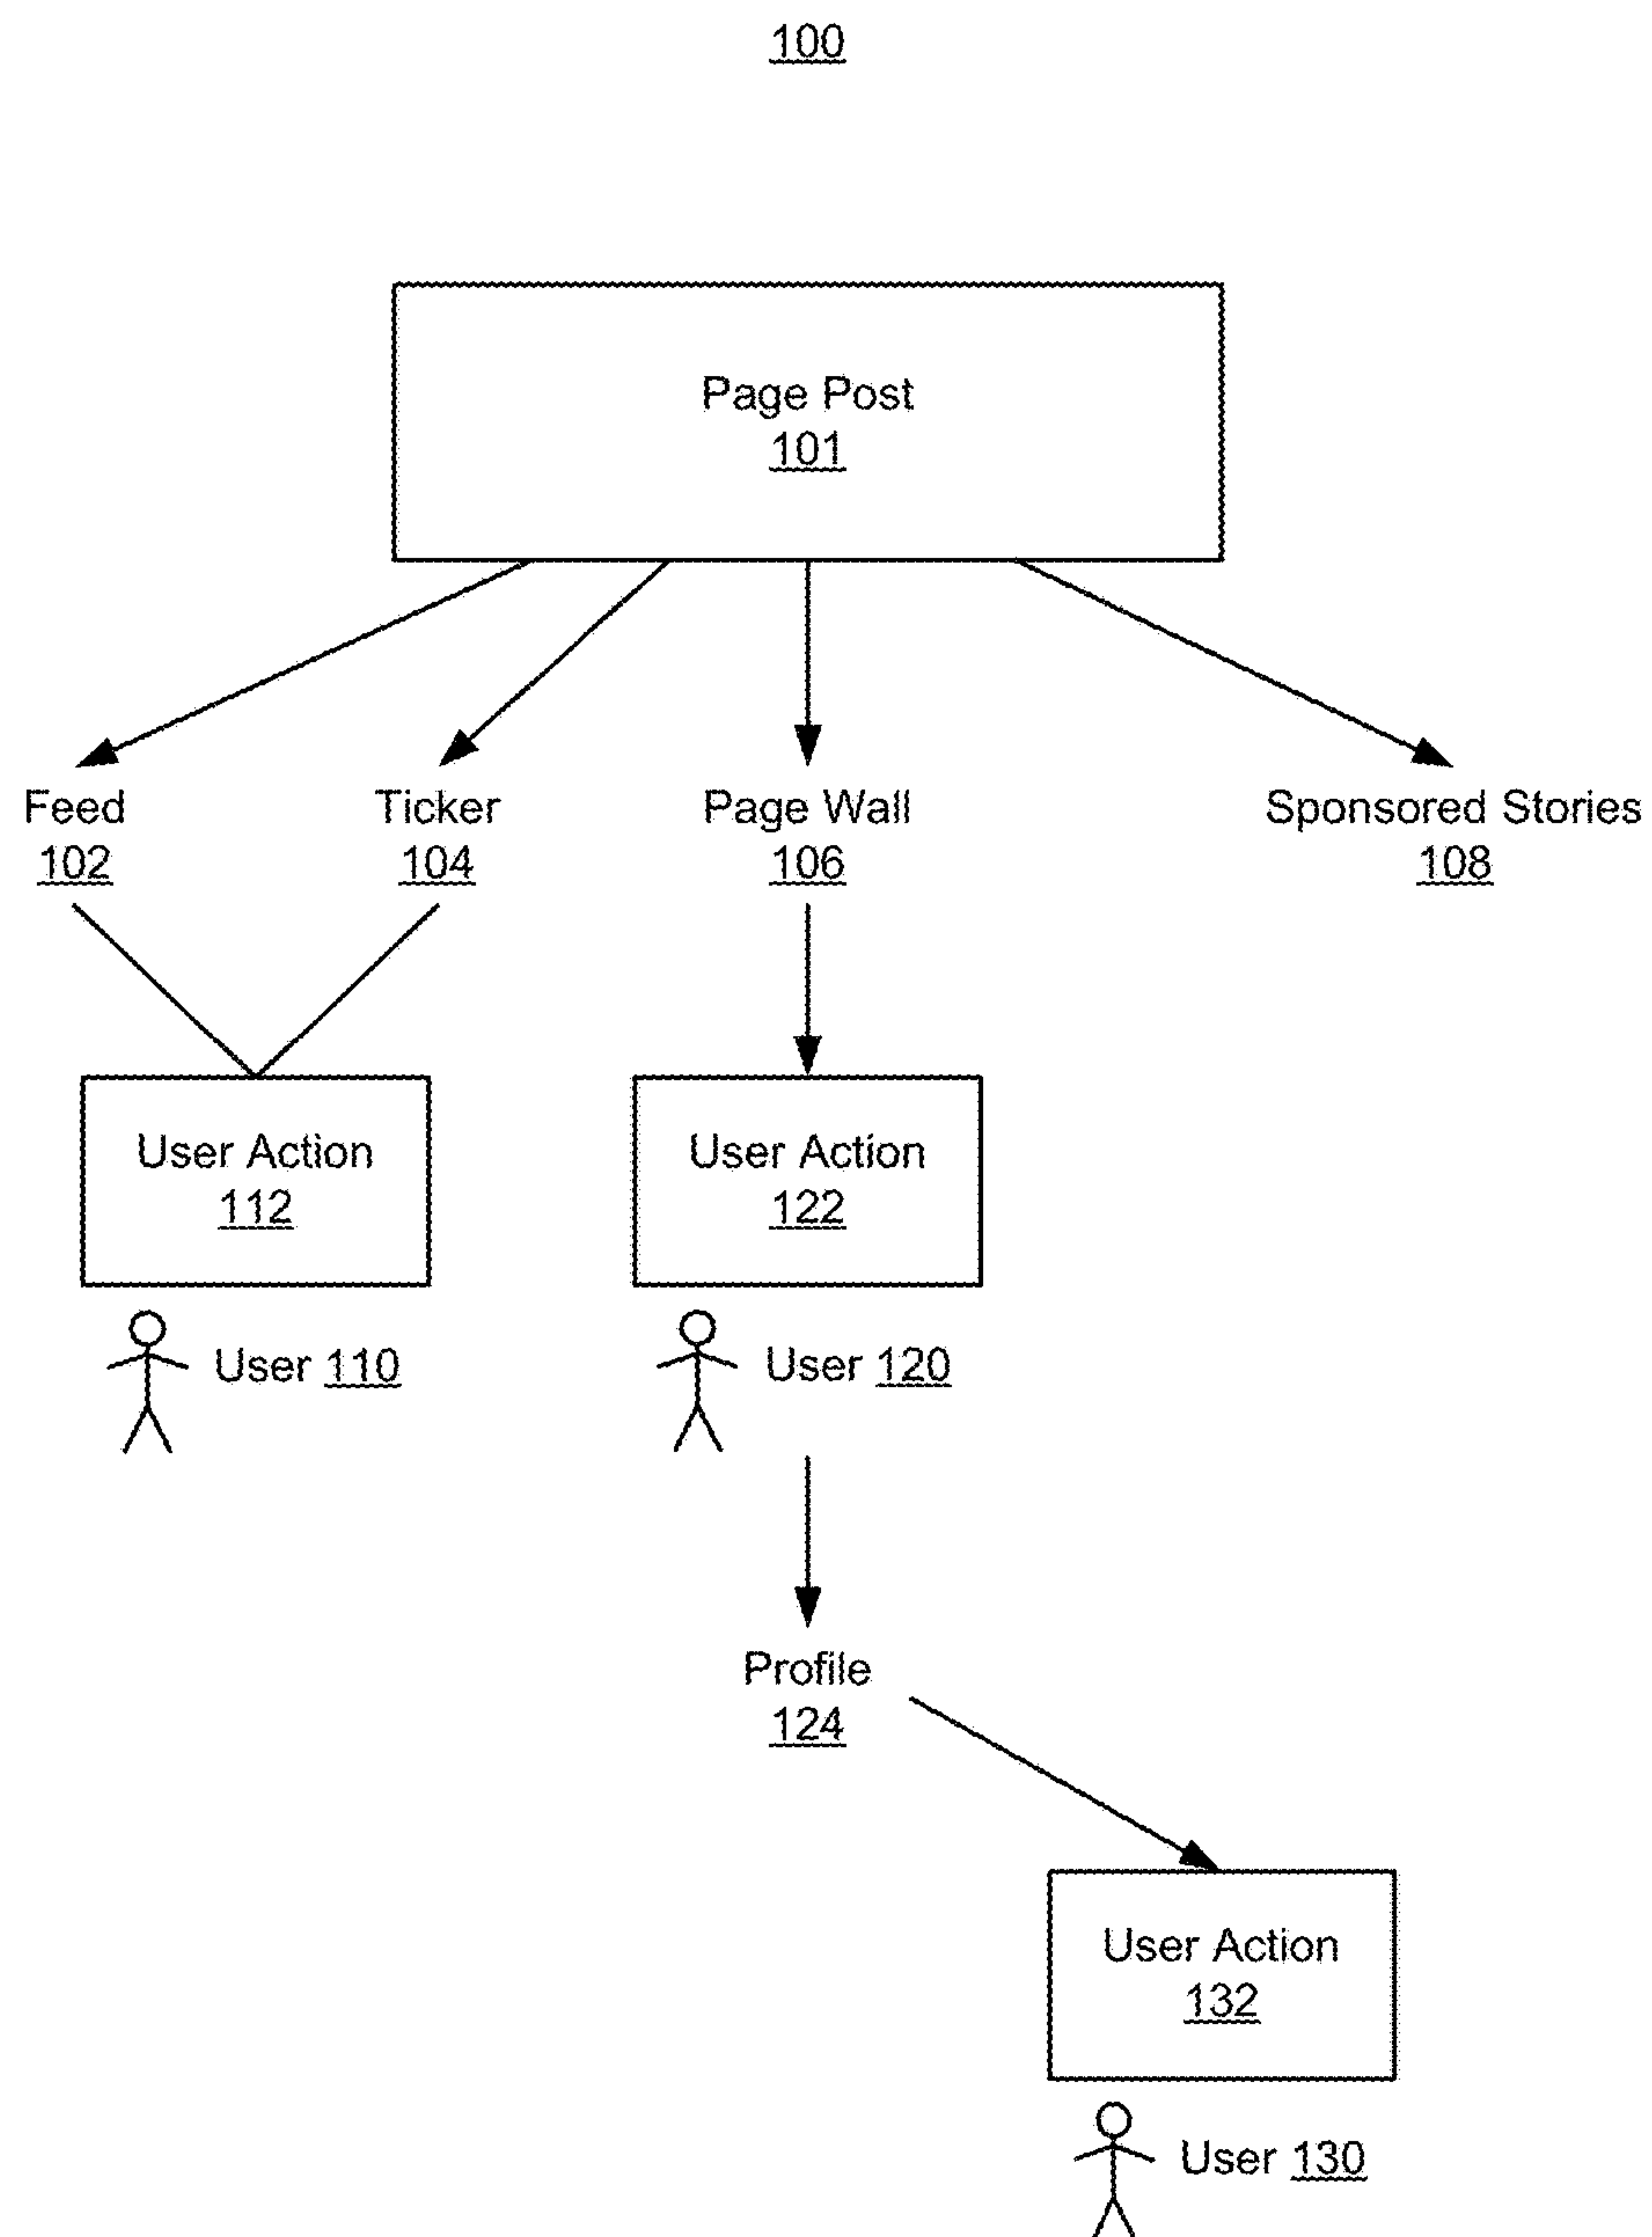 100
Page Post
101
Feed
102
Ticker
104
Page Wall
106
Sponsored Stories
108
User Action
112
User Action
122
User 110
User 120
Profile
124
User Action
132
User 130